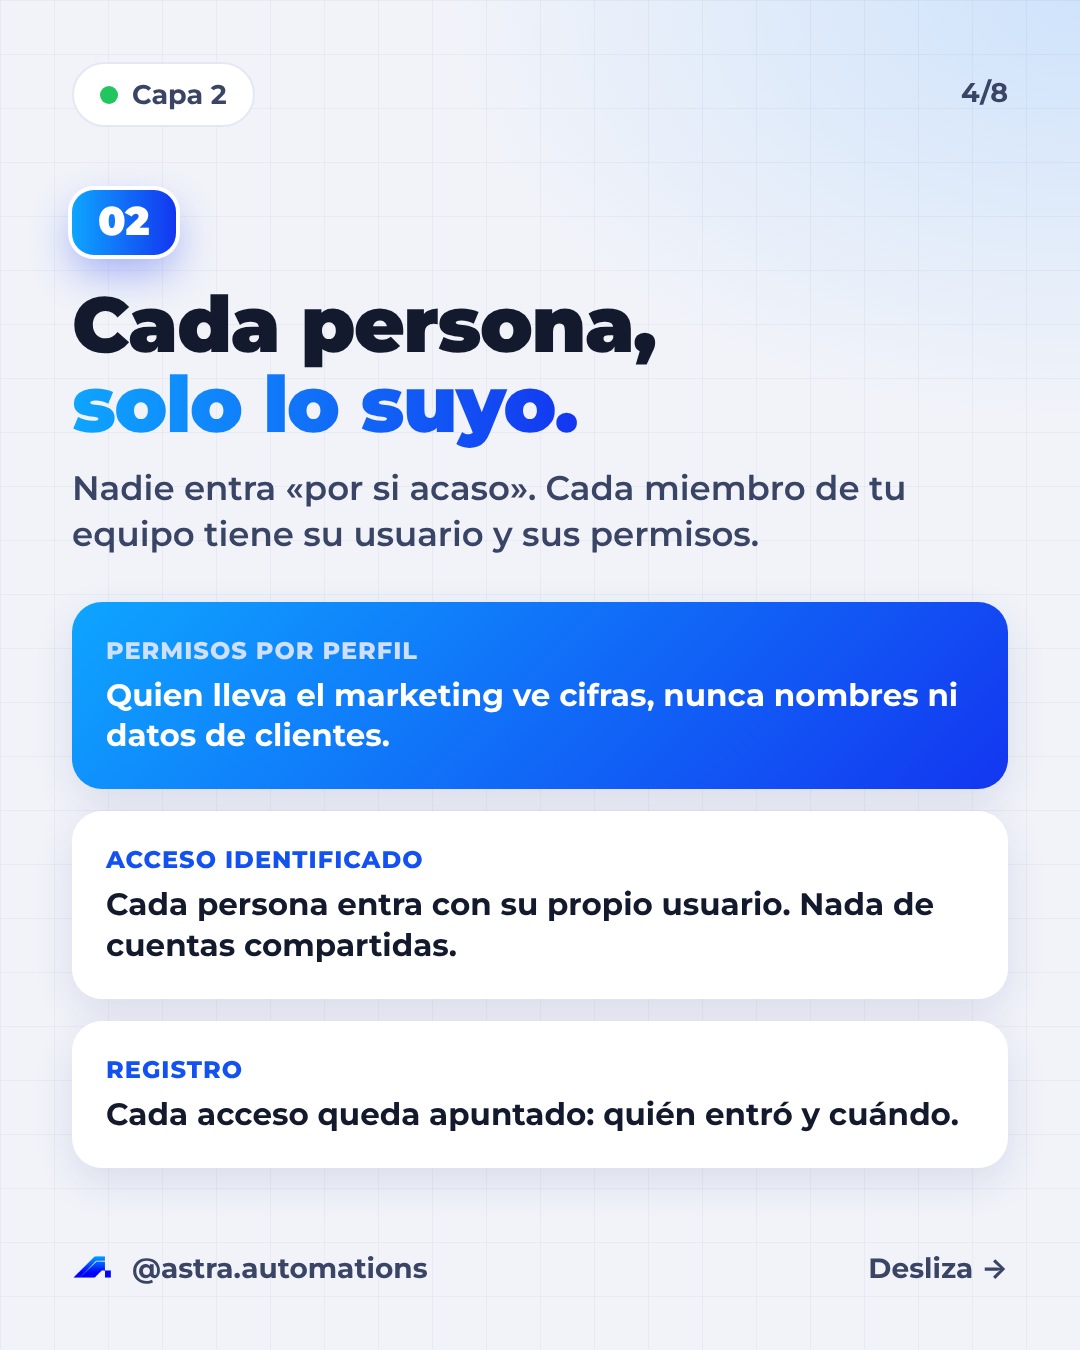 Capa 2
4/8
02
Cada persona,
solo lo suyo.
Nadie entra «por si acaso». Cada miembro de tu
equipo tiene su usuario y sus permisos.
PERMISOS POR PERFIL
Quien lleva el marketing ve cifras, nunca nombres ni
datos de clientes.
ACCESO IDENTIFICADO
Cada persona entra con su propio usuario. Nada de
cuentas compartidas.
REGISTRO
Cada acceso queda apuntado: quién entró y cuándo.
@astra.automations
Desliza →